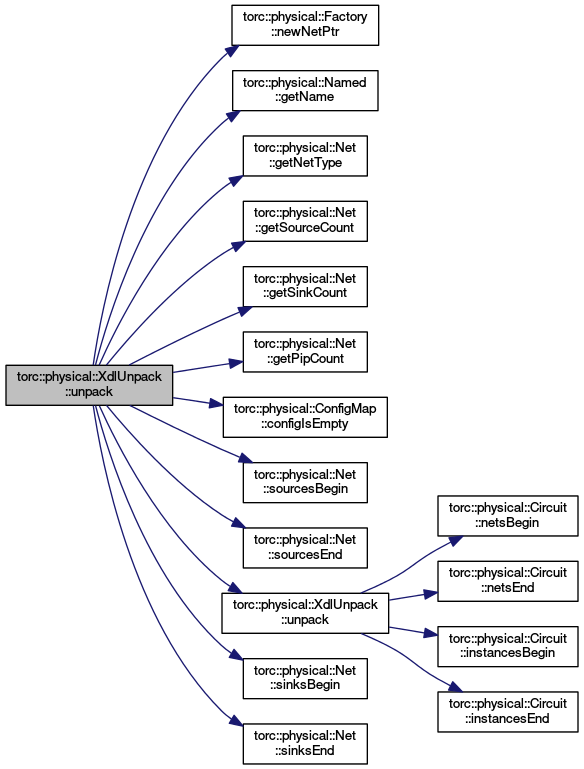 torc::physical::Factory
::newNetPtr
torc::physical::Named
::getName
torc::physical::Net
::getNetType
torc::physical::Net
::getSourceCount
torc::physical::Net
::getSinkCount
torc::physical::Net
::getPipCount
torc::physical::XdlUnpack
::unpack
torc::physical::ConfigMap
::configIsEmpty
torc::physical::Net
::sourcesBegin
torc::physical::Net
::sourcesEnd
torc::physical::XdlUnpack
::unpack
torc::physical::Net
::sinksBegin
torc::physical::Net
::sinksEnd
torc::physical::Circuit
::netsBegin
torc::physical::Circuit
::netsEnd
torc::physical::Circuit
::instancesBegin
torc::physical::Circuit
::instancesEnd